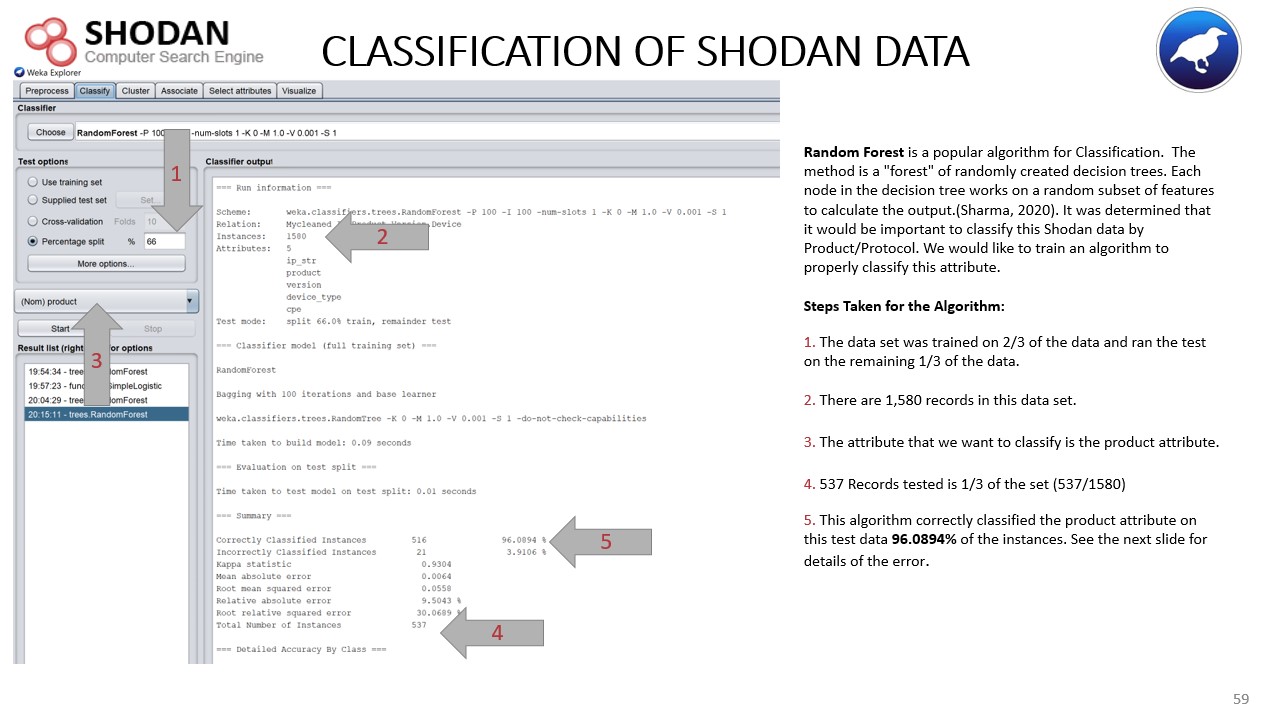 SHODAN
Computer Search Engine
CLASSIFICATION OF SHODAN DATA
Weka Explorer
Preprocess Classify Cluster Associate Select attributes Visualize
Classifier
Choose RandomForest -P 100 -num-slots 1 -K 0 -M 1.0 -V 0.001 -S 1
Test options
Use training set
Supplied test set Set...
Cross-validation Folds 10
Percentage split % 66
More options...
(Nom) product
Start Stop
Result list (right for options
19:54:34 - trees.RandomForest
19:57:23 - SimpleLogistic
20:04:29 - trees.RandomForest
20:15:11 - trees.RandomForest
1
3
Classifier output
=== Run information ===
Scheme: weka.classifiers.trees.RandomForest -P 100 -I 100 -num-slots 1 -K 0 -M 1.0 -V 0.001 -S 1
Relation: Mycleaned Product Version Device
Instances: 1580
Attributes: 5
ip_str
product
version
device_type
cpe
Test mode: split 66.0% train, remainder test
=== Classifier model (full training set) ===
RandomForest
Bagging with 100 iterations and base learner
weka.classifiers.trees.RandomTree -K 0 -M 1.0 -V 0.001 -S 1 -do-not-check-capabilities
Time taken to build model: 0.09 seconds
=== Evaluation on test split ===
Time taken to test model on test split: 0.01 seconds
=== Summary ===
Correctly Classified Instances 516 96.0894 %
Incorrectly Classified Instances 21 3.9106 %
Kappa statistic 0.9304
Mean absolute error 0.0064
Root mean squared error 0.0558
Relative absolute error 9.5043 %
Root relative squared error 30.0689 %
Total Number of Instances 537
=== Detailed Accuracy By Class ===
2
5
4
Random Forest is a popular algorithm for Classification. The
method is a "forest" of randomly created decision trees. Each
node in the decision tree works on a random subset of features
to calculate the output.(Sharma, 2020). It was determined that
it would be important to classify this Shodan data by
Product/Protocol. We would like to train an algorithm to
properly classify this attribute.
Steps Taken for the Algorithm:
1. The data set was trained on 2/3 of the data and ran the test
on the remaining 1/3 of the data.
2. There are 1,580 records in this data set.
3. The attribute that we want to classify is the product attribute.
4. 537 Records tested is 1/3 of the set (537/1580)
5. This algorithm correctly classified the product attribute on
this test data 96.0894% of the instances. See the next slide for
details of the error.
59